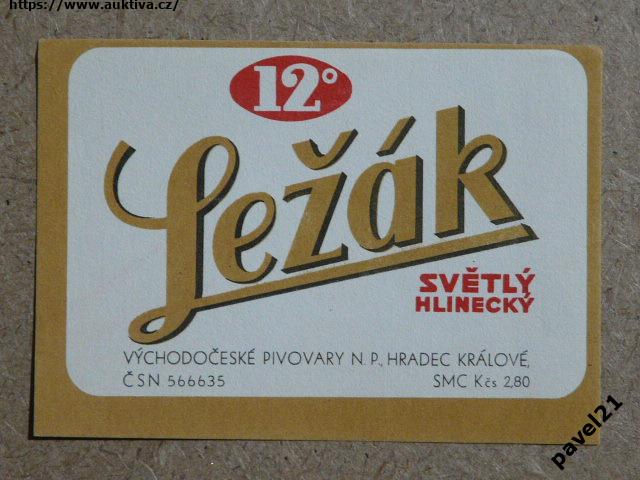 https://www.auktiva.cz/
12°
Ležák
SVĚTLÝ
HLINECKÝ
VÝCHODOČESKÉ PIVOVARY N. P., HRADEC KRÁLOVÉ,
ČSN 566635 SMC Kčs 2,80
pavel21